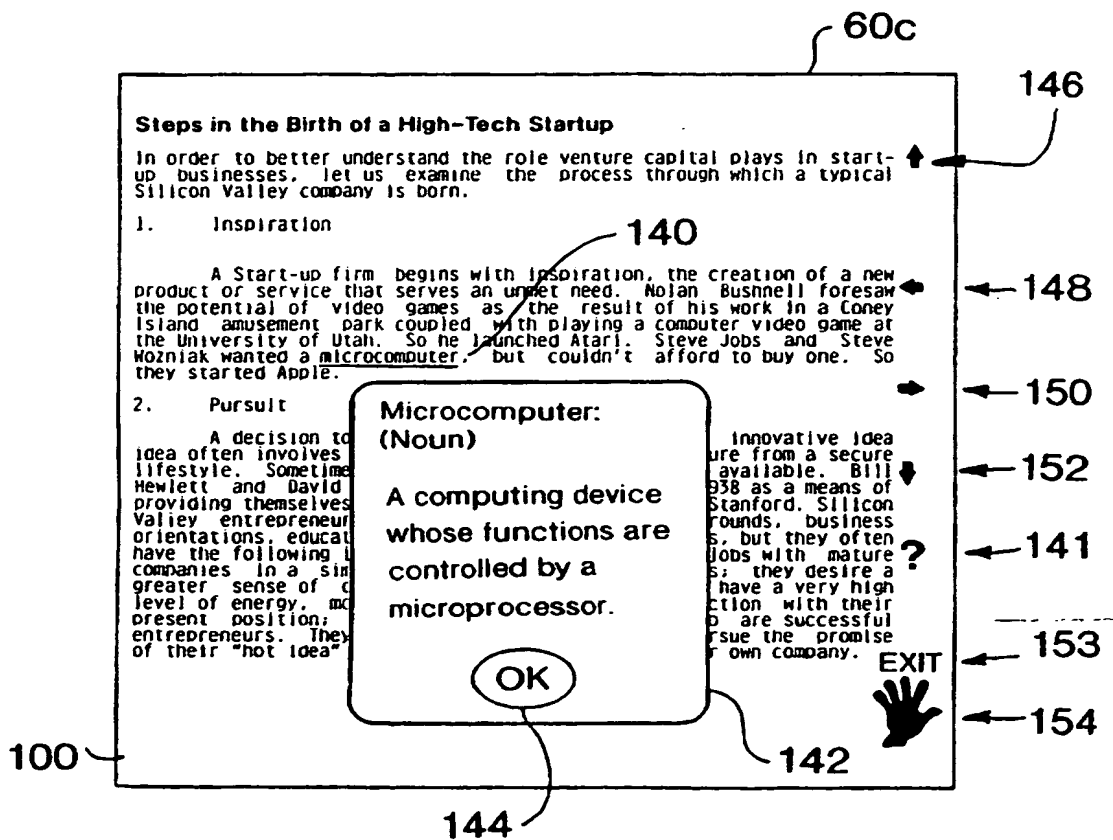 60c
146
Steps in the Birth of a High-Tech Startup
In order to better understand the role venture capital plays in start-
up businesses, let us examine the process through which a typical
Silicon Valley company is born.
1. Inspiration
140
A Start-up firm begins with inspiration, the creation of a new
product or service that serves an unmet need. Nolan Bushnell foresaw
148
the potential of video games as the result of his work in a Coney
Island amusement park coupled with playing a computer video game at
the University of Utah. So he launched Atari. Steve Jobs and Steve
Wozniak wanted a microcomputer, but couldn't afford to buy one. So
they started Apple.
150
2. Pursuit
Microcomputer:
(Noun)
A computing device
whose functions are
controlled by a
microprocessor.
OK
A decision to innovative idea
idea often involves ure from a secure
lifestyle. Sometime available. Bill
152
Hewlett and David 938 as a means of
providing themselves Stanford. Silicon
Valley entrepreneur rounds, business
orientations, educat s, but they often
have the following jobs with mature
?
141
companies in a sim s; they desire a
greater sense of c have a very high
level of energy, mo ction with their
present position; o are successful
entrepreneurs. They rsue the promise
of their "hot idea" r own company.
EXIT
153
154
100
142
144